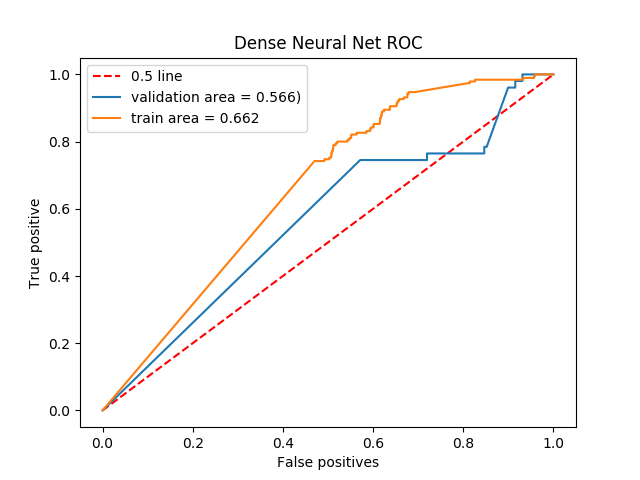 Dense Neural Net ROC
0.5 line
validation area = 0.566)
train area = 0.662
1.0
0.8
0.6
0.4
0.2
0.0
True positive
0.0 0.2 0.4 0.6 0.8 1.0
False positives